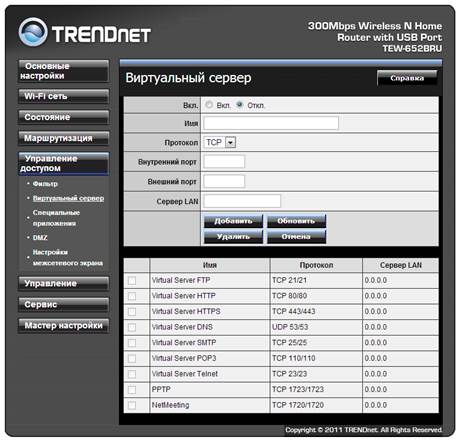 TRENDNET
300Mbps Wireless N Home
Router with USB Port
TEW-652BRU
Основные настройки
Wi-Fi сеть
Состояние
Маршрутизация
Управление доступом
Фильтр
Виртуальный сервер
Специальные приложения
DMZ
Настройки межсетевого экрана
Управление
Сервис
Мастер настройки
Виртуальный сервер
Справка
Вкл. Вкл. Откл.
Имя
Протокол TCP
Внутренний порт
Внешний порт
Сервер LAN
Добавить Обновить
Удалить Отмена
Имя Протокол Сервер LAN
Virtual Server FTP TCP 21/21 0.0.0.0
Virtual Server HTTP TCP 80/80 0.0.0.0
Virtual Server HTTPS TCP 443/443 0.0.0.0
Virtual Server DNS UDP 53/53 0.0.0.0
Virtual Server SMTP TCP 25/25 0.0.0.0
Virtual Server POP3 TCP 110/110 0.0.0.0
Virtual Server Telnet TCP 23/23 0.0.0.0
PPTP TCP 1723/1723 0.0.0.0
NetMeeting TCP 1720/1720 0.0.0.0
Copyright © 2011 TRENDnet. All Rights Reserved.